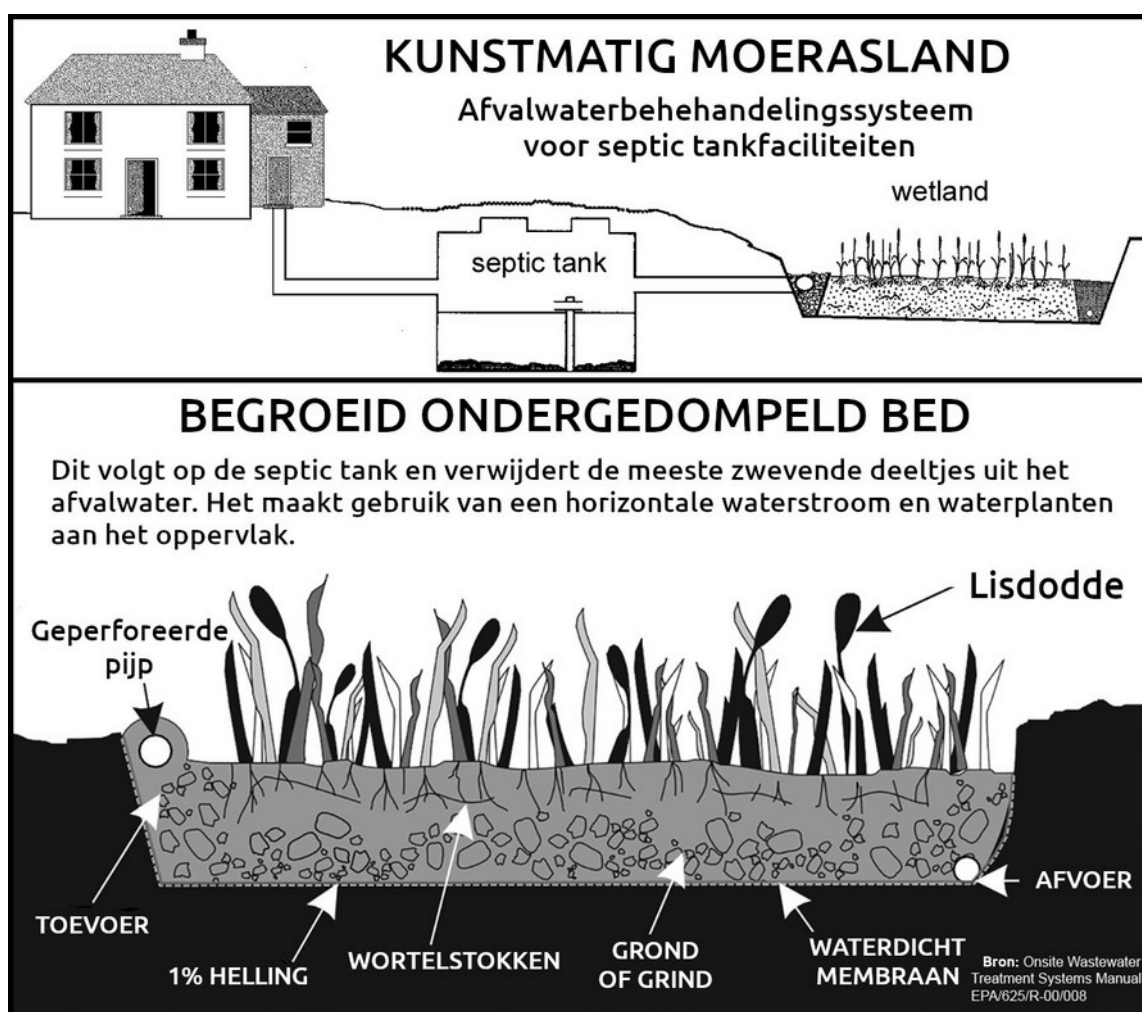 KUNSTMATIG MOERASLAND
Afvalwaterbehehandelingssysteem
voor septic tankfaciliteiten
wetland
septic tank
BEGROEID ONDERGEDOMPELD BED
Dit volgt op de septic tank en verwijdert de meeste zwevende deeltjes uit het
afvalwater. Het maakt gebruik van een horizontale waterstroom en waterplanten
aan het oppervlak.
Lisdodde
Geperforeerde
pijp
TOEVOER
1% HELLING
WORTELSTOKKEN
GROND
OF GRIND
WATERDICHT
MEMBRAAN
AFVOER
Bron: Onsite Wastewater
Treatment Systems Manual
EPA/625/R-00/008